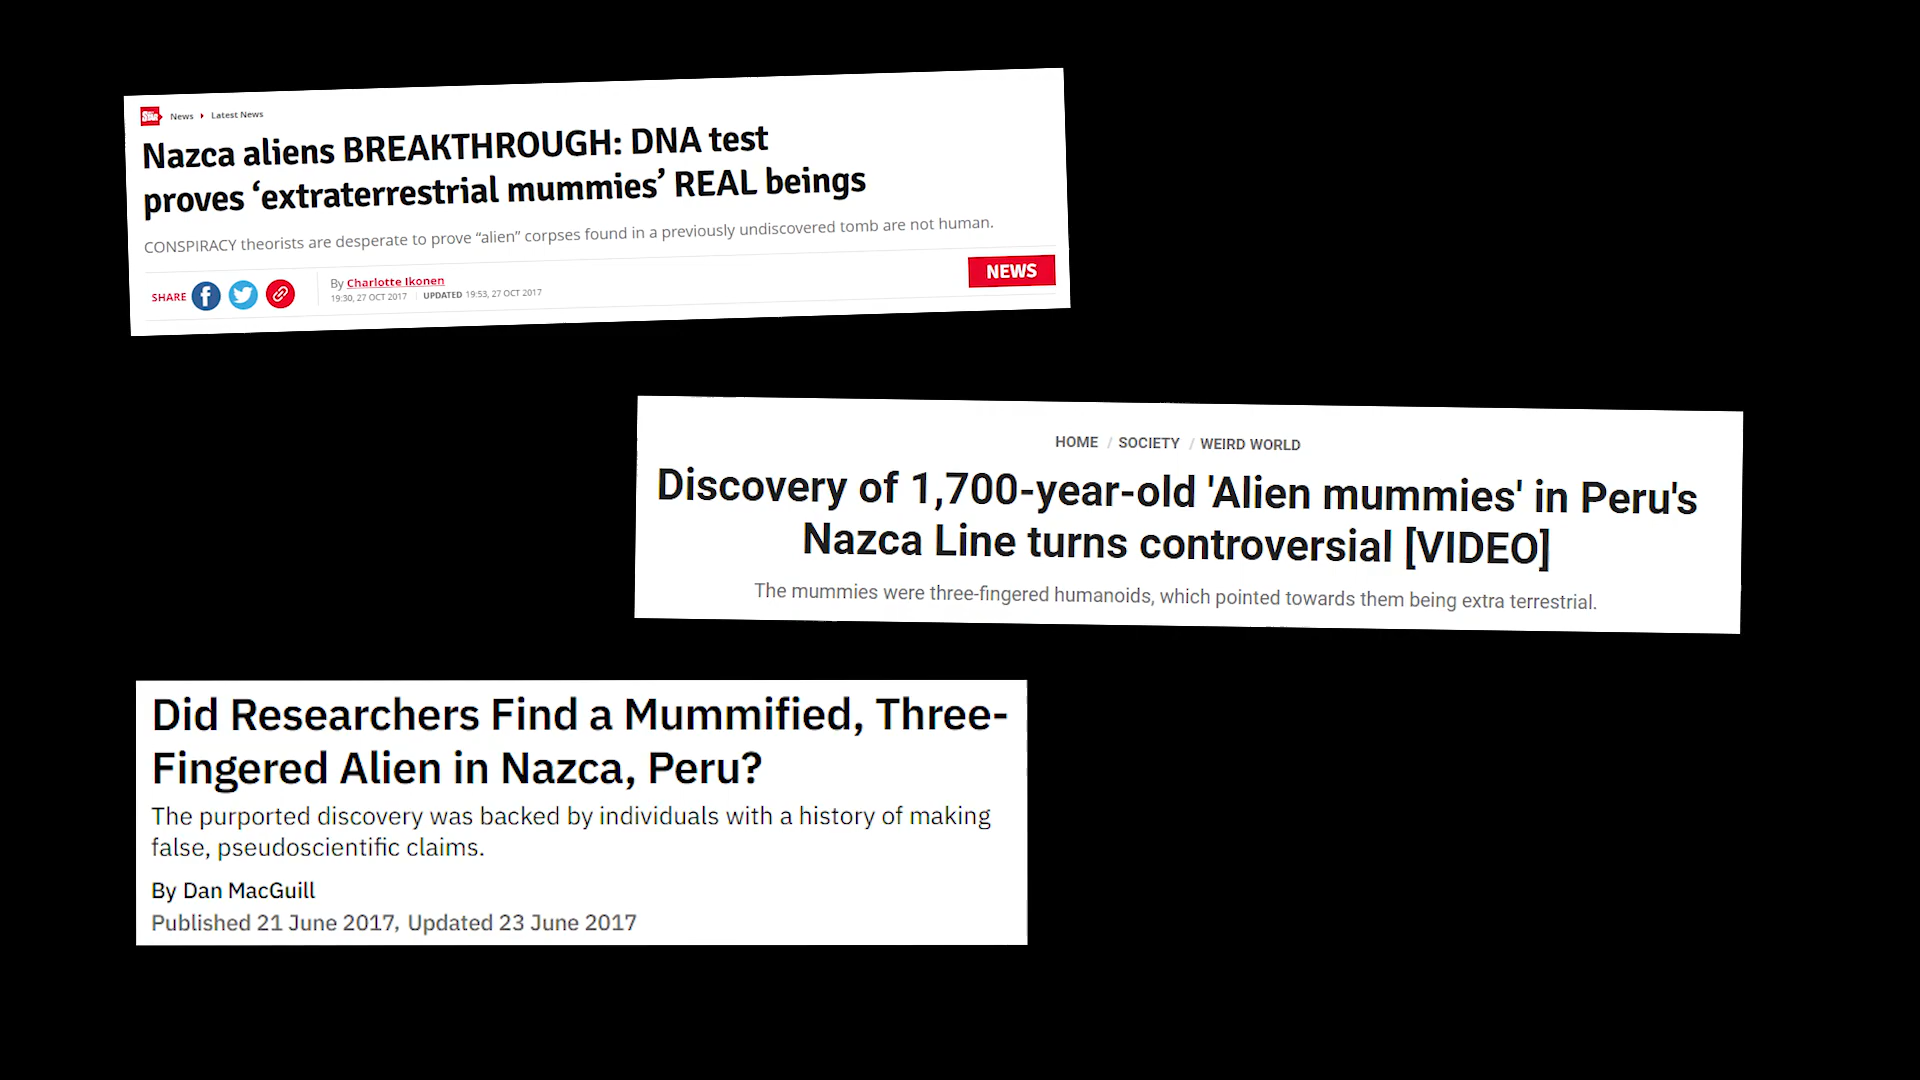 STAR News Latest News
Nazca aliens BREAKTHROUGH: DNA test
proves ‘extraterrestrial mummies’ REAL beings
CONSPIRACY theorists are desperate to prove “alien” corpses found in a previously undiscovered tomb are not human.
SHARE
By Charlotte Ikonen
19:30, 27 OCT 2017 | UPDATED 19:53, 27 OCT 2017
NEWS
HOME / SOCIETY / WEIRD WORLD
Discovery of 1,700-year-old 'Alien mummies' in Peru's
Nazca Line turns controversial [VIDEO]
The mummies were three-fingered humanoids, which pointed towards them being extra terrestrial.
Did Researchers Find a Mummified, Three-
Fingered Alien in Nazca, Peru?
The purported discovery was backed by individuals with a history of making
false, pseudoscientific claims.
By Dan MacGuill
Published 21 June 2017, Updated 23 June 2017